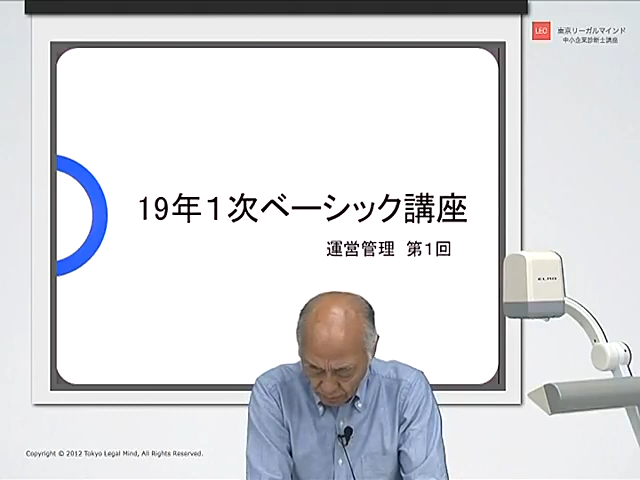 LEC
東京リーガルマインド
中小企業診断士講座
19年１次ベーシック講座
運営管理　第１回
ELMO
Copyright © 2012 Tokyo Legal Mind, All Rights Reserved.